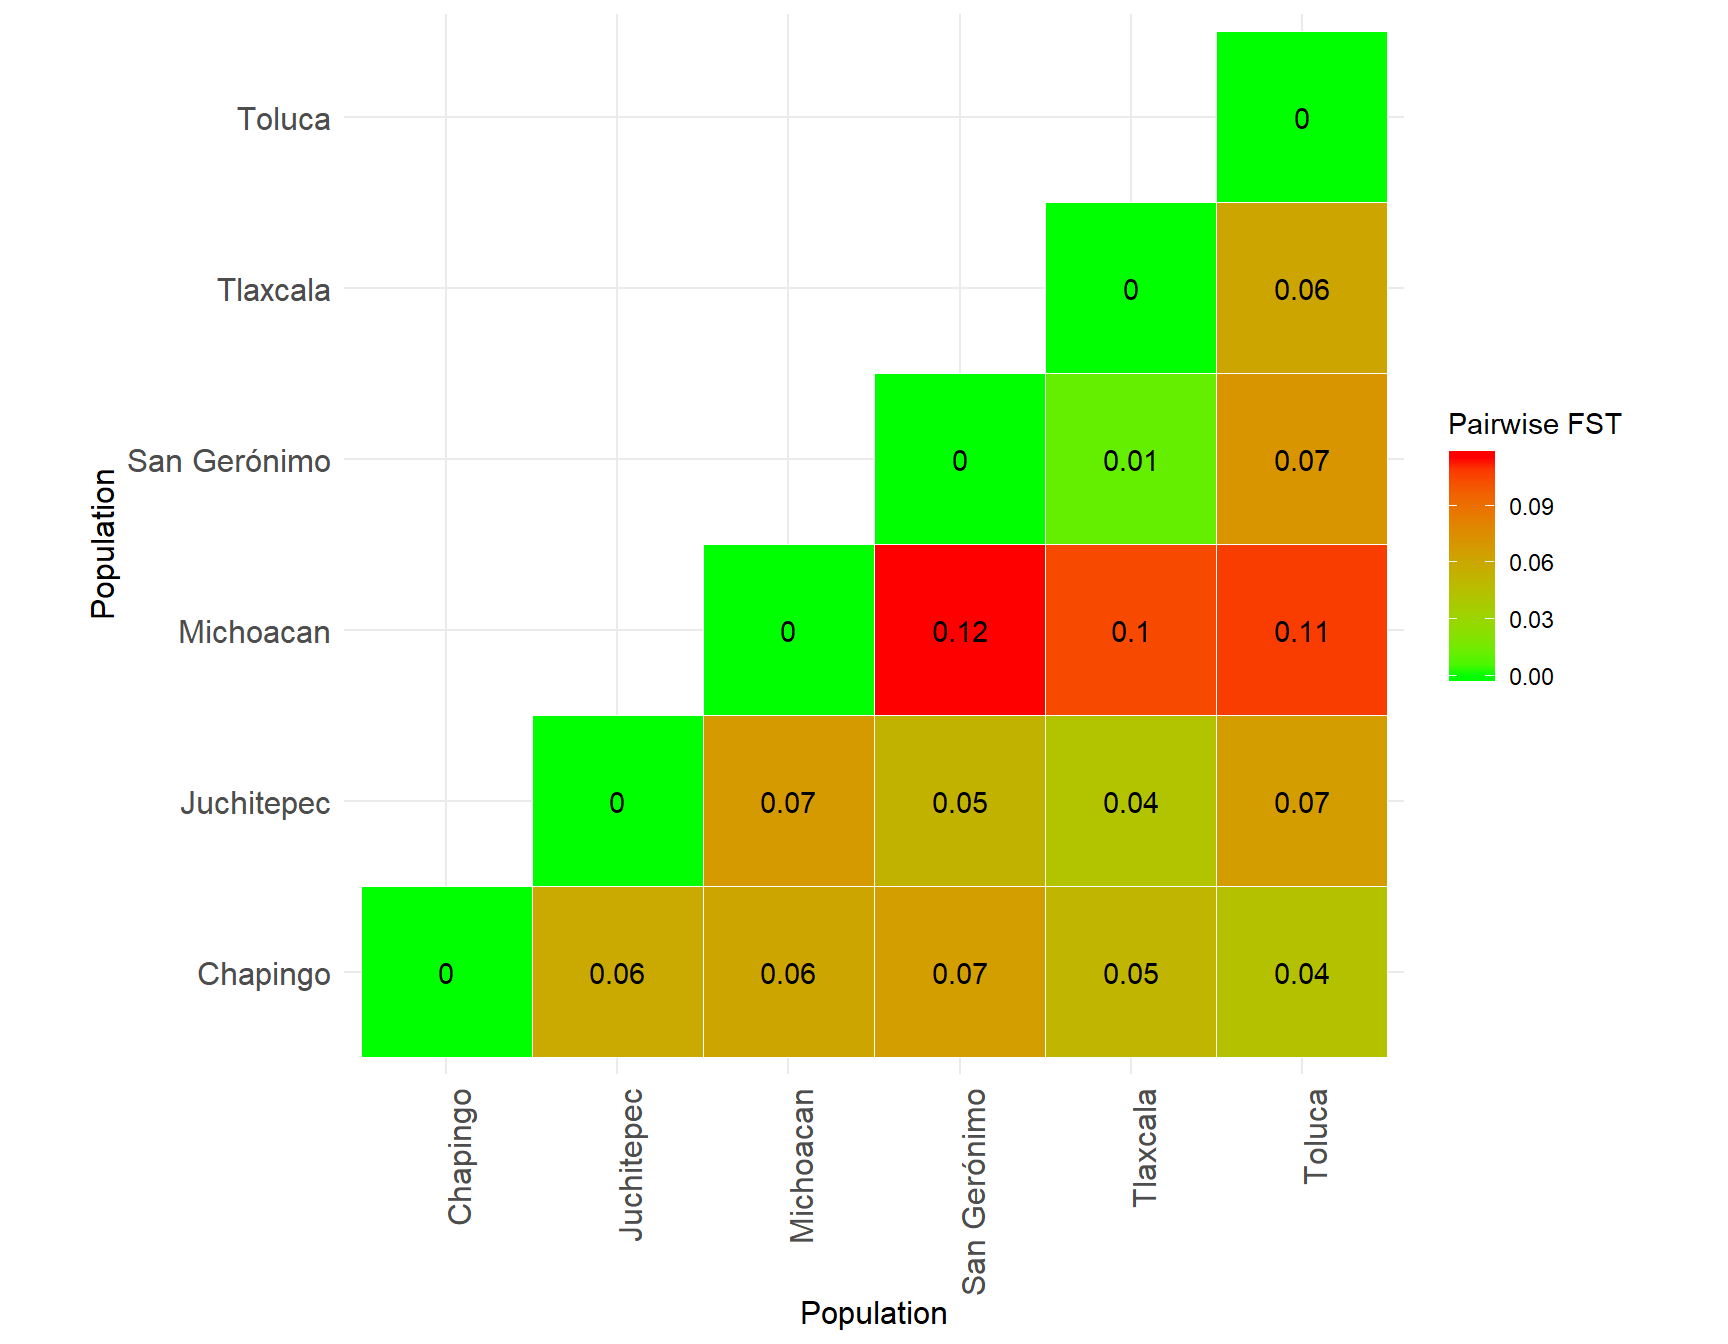 Toluca
0
Tlaxcala
0 0.06
San Gerónimo
0 0.01 0.07
Michoacan
0 0.12 0.1 0.11
Juchitepec
0 0.07 0.05 0.04 0.07
Chapingo
0 0.06 0.06 0.07 0.05 0.04
Population
Chapingo
Juchitepec
Michoacan
San Gerónimo
Tlaxcala
Toluca
Population
Pairwise FST
0.09
0.06
0.03
0.00